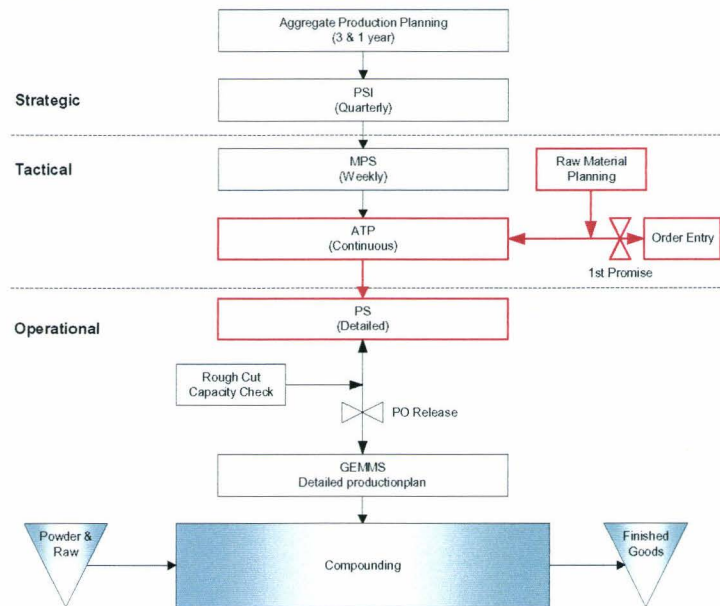 Aggregate Production Planning
(3 & 1 year)
Strategic
PSI
(Quarterly)
Tactical
MPS
(Weekly)
Raw Material
Planning
ATP
(Continuous)
Order Entry
1st Promise
Operational
PS
(Detailed)
Rough Cut
Capacity Check
PO Release
GEMMS
Detailed productionplan
Powder &
Raw
Compounding
Finished
Goods